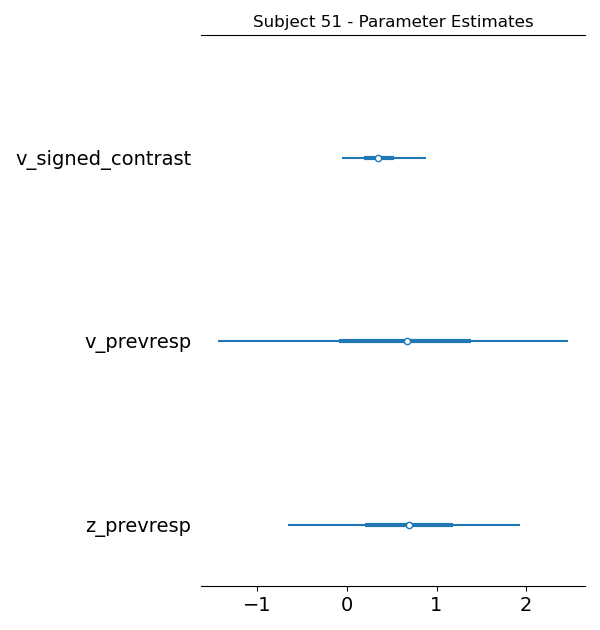 Subject 51 - Parameter Estimates
v_signed_contrast
v_prevresp
z_prevresp
−1 0 1 2